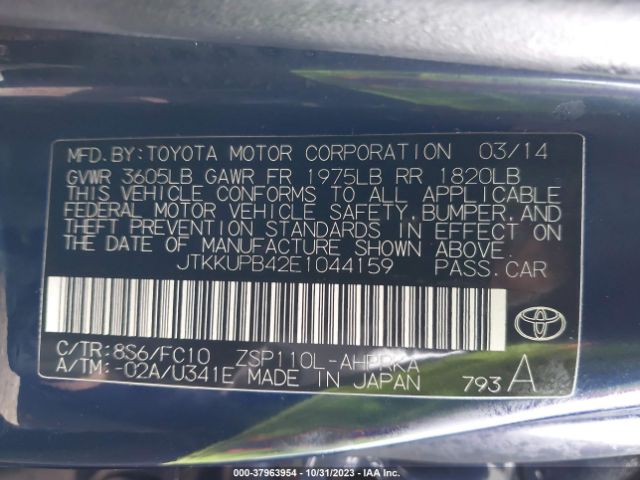 MFD.BY:TOYOTA MOTOR CORPORATION 03/14
GVWR 3605LB GAWR FR 1975LB RR 1820LB
THIS VEHICLE CONFORMS TO ALL APPLICABLE
FEDERAL MOTOR VEHICLE SAFETY, BUMPER, AND
THEFT PREVENTION STANDARDS IN EFFECT ON
THE DATE OF MANUFACTURE SHOWN ABOVE.
JTKKUPB42E1044159 PASS.CAR
C/TR:8S6/FC10 ZSP110L-AHPRKA
A/TM:-02A/U341E MADE IN JAPAN 793 A
000-37963954 | 10/31/2023 | IAA Inc.